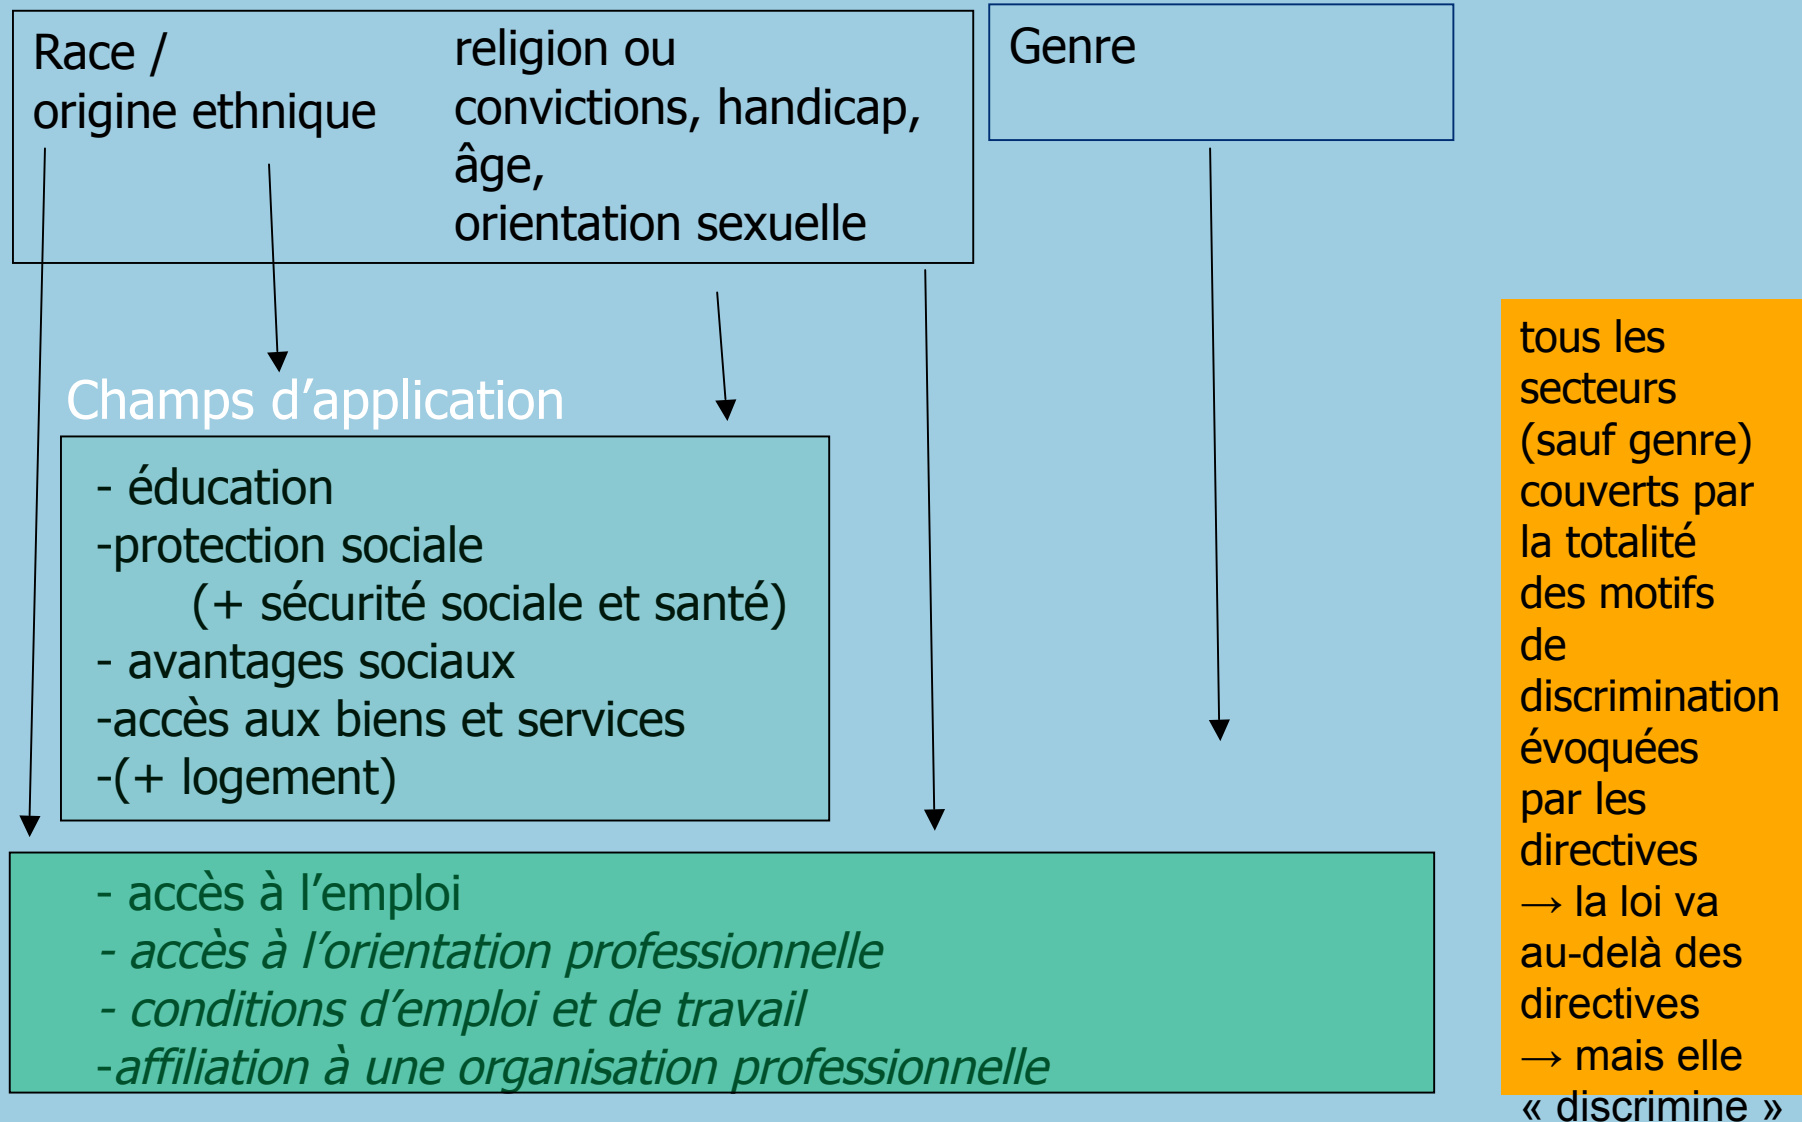 Race /
origine ethnique
religion ou
convictions, handicap,
âge,
orientation sexuelle
Genre
Champs d’application
- éducation
-protection sociale
(+ sécurité sociale et santé)
- avantages sociaux
-accès aux biens et services
-(+ logement)
- accès à l’emploi
- accès à l’orientation professionnelle
- conditions d’emploi et de travail
-affiliation à une organisation professionnelle
tous les
secteurs
(sauf genre)
couverts par
la totalité
des motifs
de
discrimination
évoquées
par les
directives
→ la loi va
au-delà des
directives
→ mais elle
« discrimine »